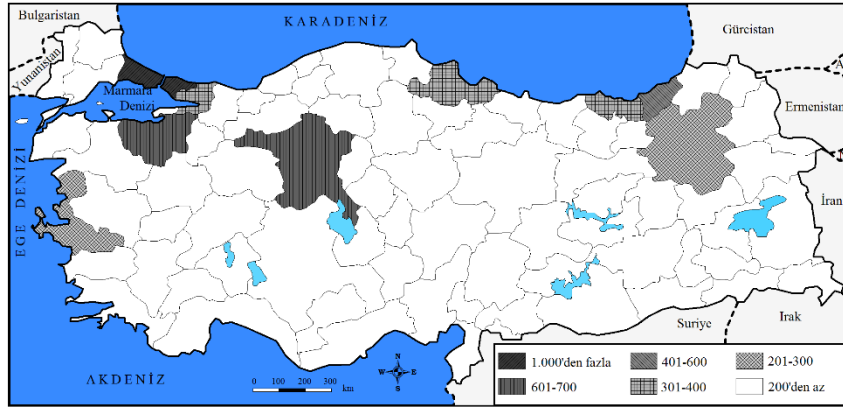 Bulgaristan
KARADENİZ
Gürcistan
Yunanistan
Marmara
Denizi
Ermenistan
İran
EGE DENİZİ
Suriye
Irak
AKDENİZ
N
W
E
S
0 100 200 300
km
1.000'den fazla
401-600
201-300
601-700
301-400
200'den az